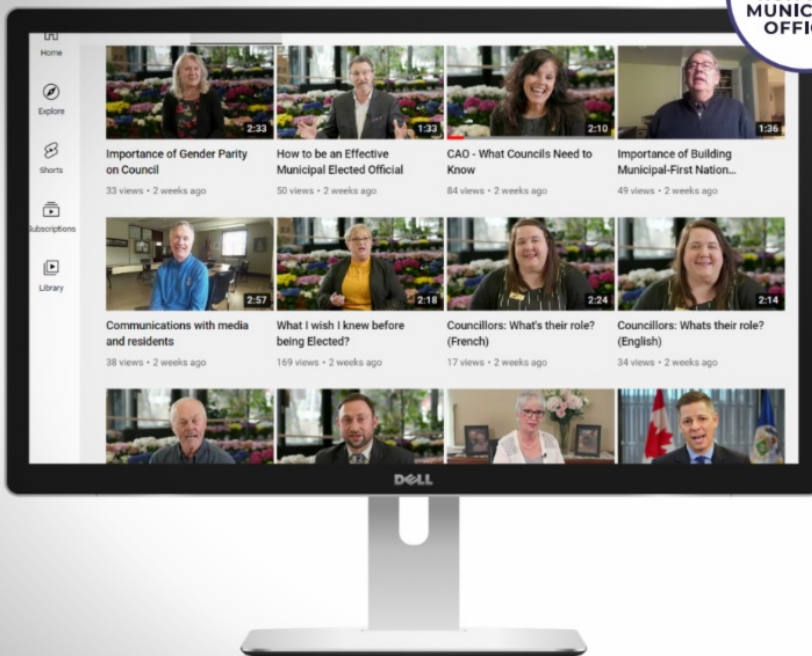 MUNIC
OFFIC
Home
Explore
Shorts
Subscriptions
Library
2:33
1:33
2:10
1:36
Importance of Gender Parity
on Council
33 views • 2 weeks ago
How to be an Effective
Municipal Elected Official
50 views • 2 weeks ago
CAO - What Councils Need to
Know
84 views • 2 weeks ago
Importance of Building
Municipal-First Nation...
49 views • 2 weeks ago
2:57
2:18
2:24
2:14
Communications with media
and residents
38 views • 2 weeks ago
What I wish I knew before
being Elected?
169 views • 2 weeks ago
Councillors: What's their role?
(French)
17 views • 2 weeks ago
Councillors: Whats their role?
(English)
34 views • 2 weeks ago
DELL